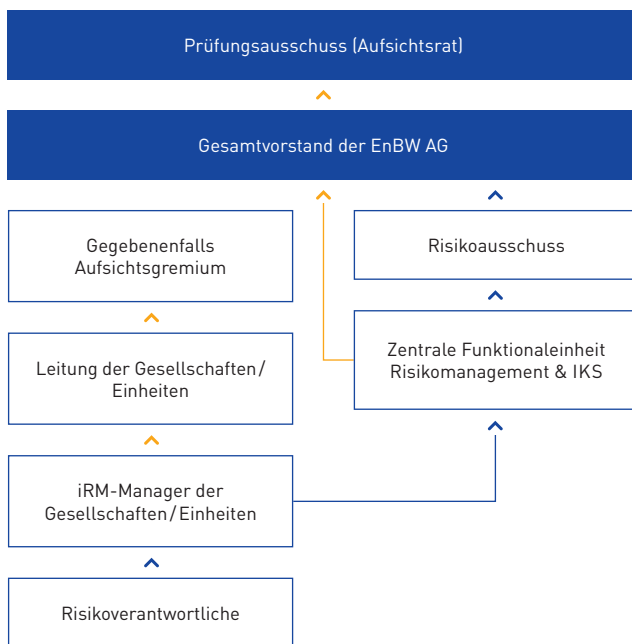 Prüfungsausschuss (Aufsichtsrat)
Gesamtvorstand der EnBW AG
Gegebenenfalls
Aufsichtsgremium
Risikoausschuss
Leitung der Gesellschaften/
Einheiten
Zentrale Funktionaleinheit
Risikomanagement & IKS
iRM-Manager der
Gesellschaften/Einheiten
Risikoverantwortliche